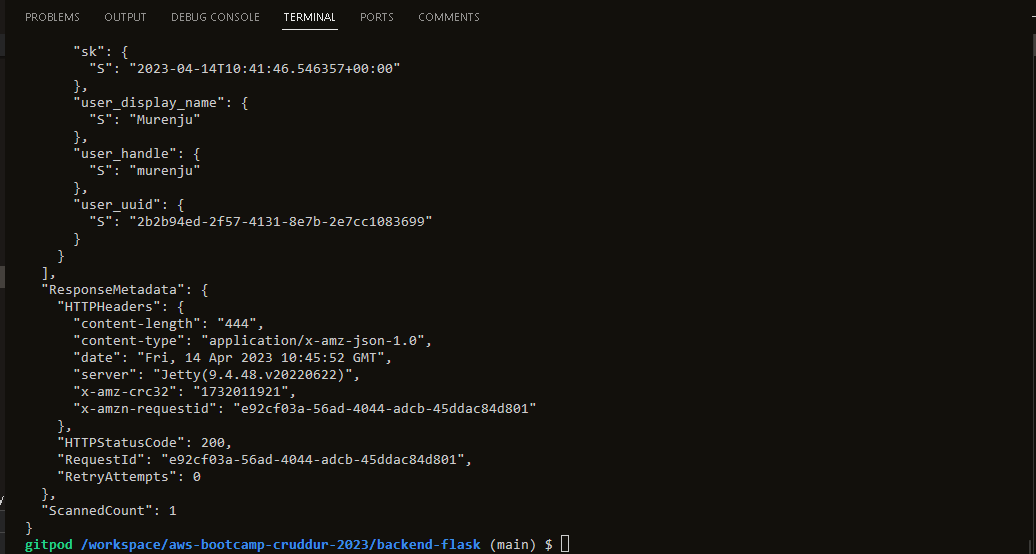 PROBLEMS OUTPUT DEBUG CONSOLE TERMINAL PORTS COMMENTS
"sk": {
"S": "2023-04-14T10:41:46.546357+00:00"
},
"user_display_name": {
"S": "Murenju"
},
"user_handle": {
"S": "murenju"
},
"user_uuid": {
"S": "2b2b94ed-2f57-4131-8e7b-2e7cc1083699"
}
}
],
"ResponseMetadata": {
"HTTPHeaders": {
"content-length": "444",
"content-type": "application/x-amz-json-1.0",
"date": "Fri, 14 Apr 2023 10:45:52 GMT",
"server": "Jetty(9.4.48.v20220622)",
"x-amz-crc32": "1732011921",
"x-amzn-requestid": "e92cf03a-56ad-4044-adcb-45ddac84d801"
},
"HTTPStatusCode": 200,
"RequestId": "e92cf03a-56ad-4044-adcb-45ddac84d801",
"RetryAttempts": 0
},
"ScannedCount": 1
}
gitpod /workspace/aws-bootcamp-cruddur-2023/backend-flask (main) $